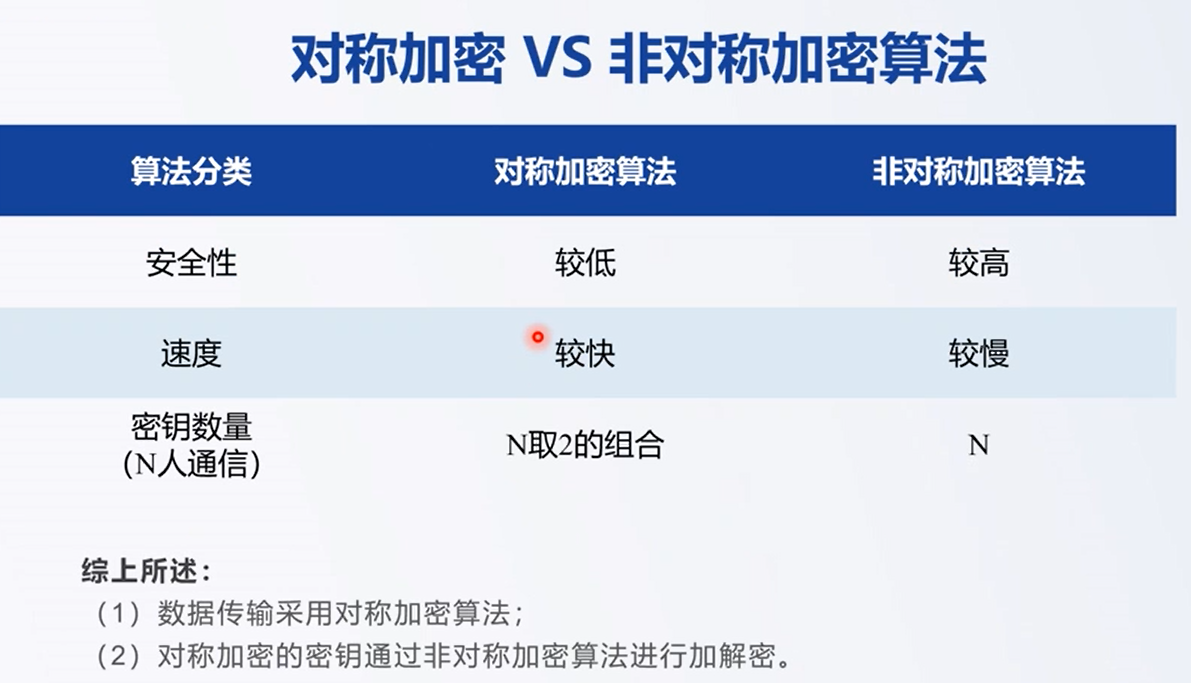 对称加密 VS 非对称加密算法
算法分类 对称加密算法 非对称加密算法
安全性 较低 较高
速度 较快 较慢
密钥数量
(N人通信) N取2的组合 N
综上所述：
（1）数据传输采用对称加密算法；
（2）对称加密的密钥通过非对称加密算法进行加解密。